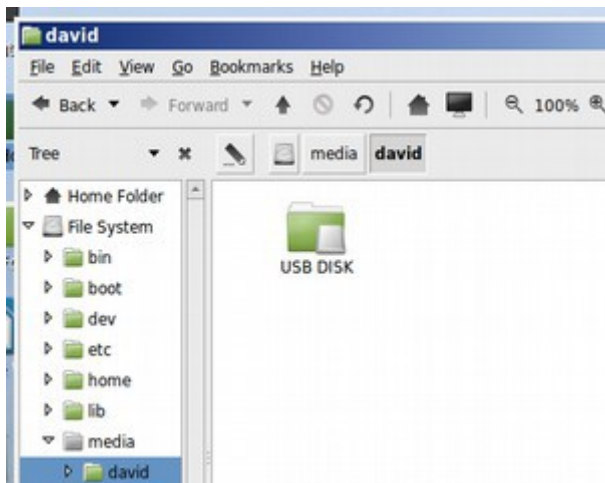 david
File Edit View Go Bookmarks Help
Back Forward 100%
Tree media david
Home Folder
File System
bin
boot
dev
etc
home
lib
media
david
USB DISK